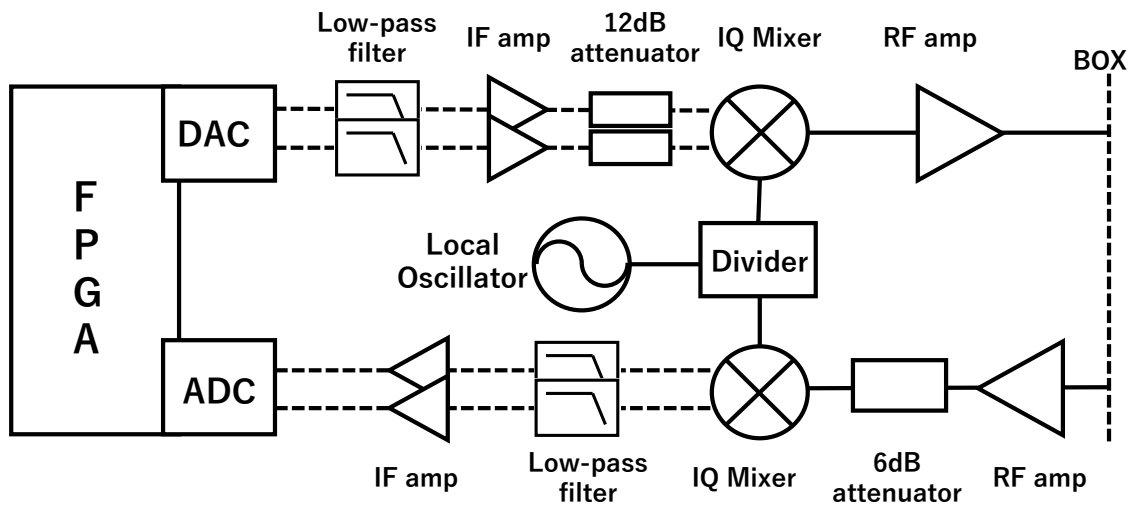 Low-pass
filter
IF amp
12dB
attenuator
IQ Mixer
RF amp
BOX
DAC
F
P
G
A
Local
Oscillator
Divider
ADC
IF amp
Low-pass
filter
IQ Mixer
6dB
attenuator
RF amp